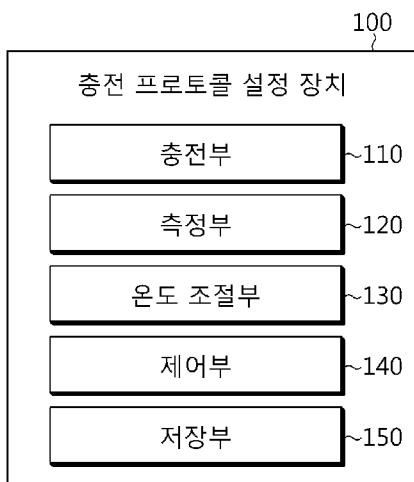 100
충전 프로토콜 설정 장치
충전부 110
측정부 120
온도 조절부 130
제어부 140
저장부 150